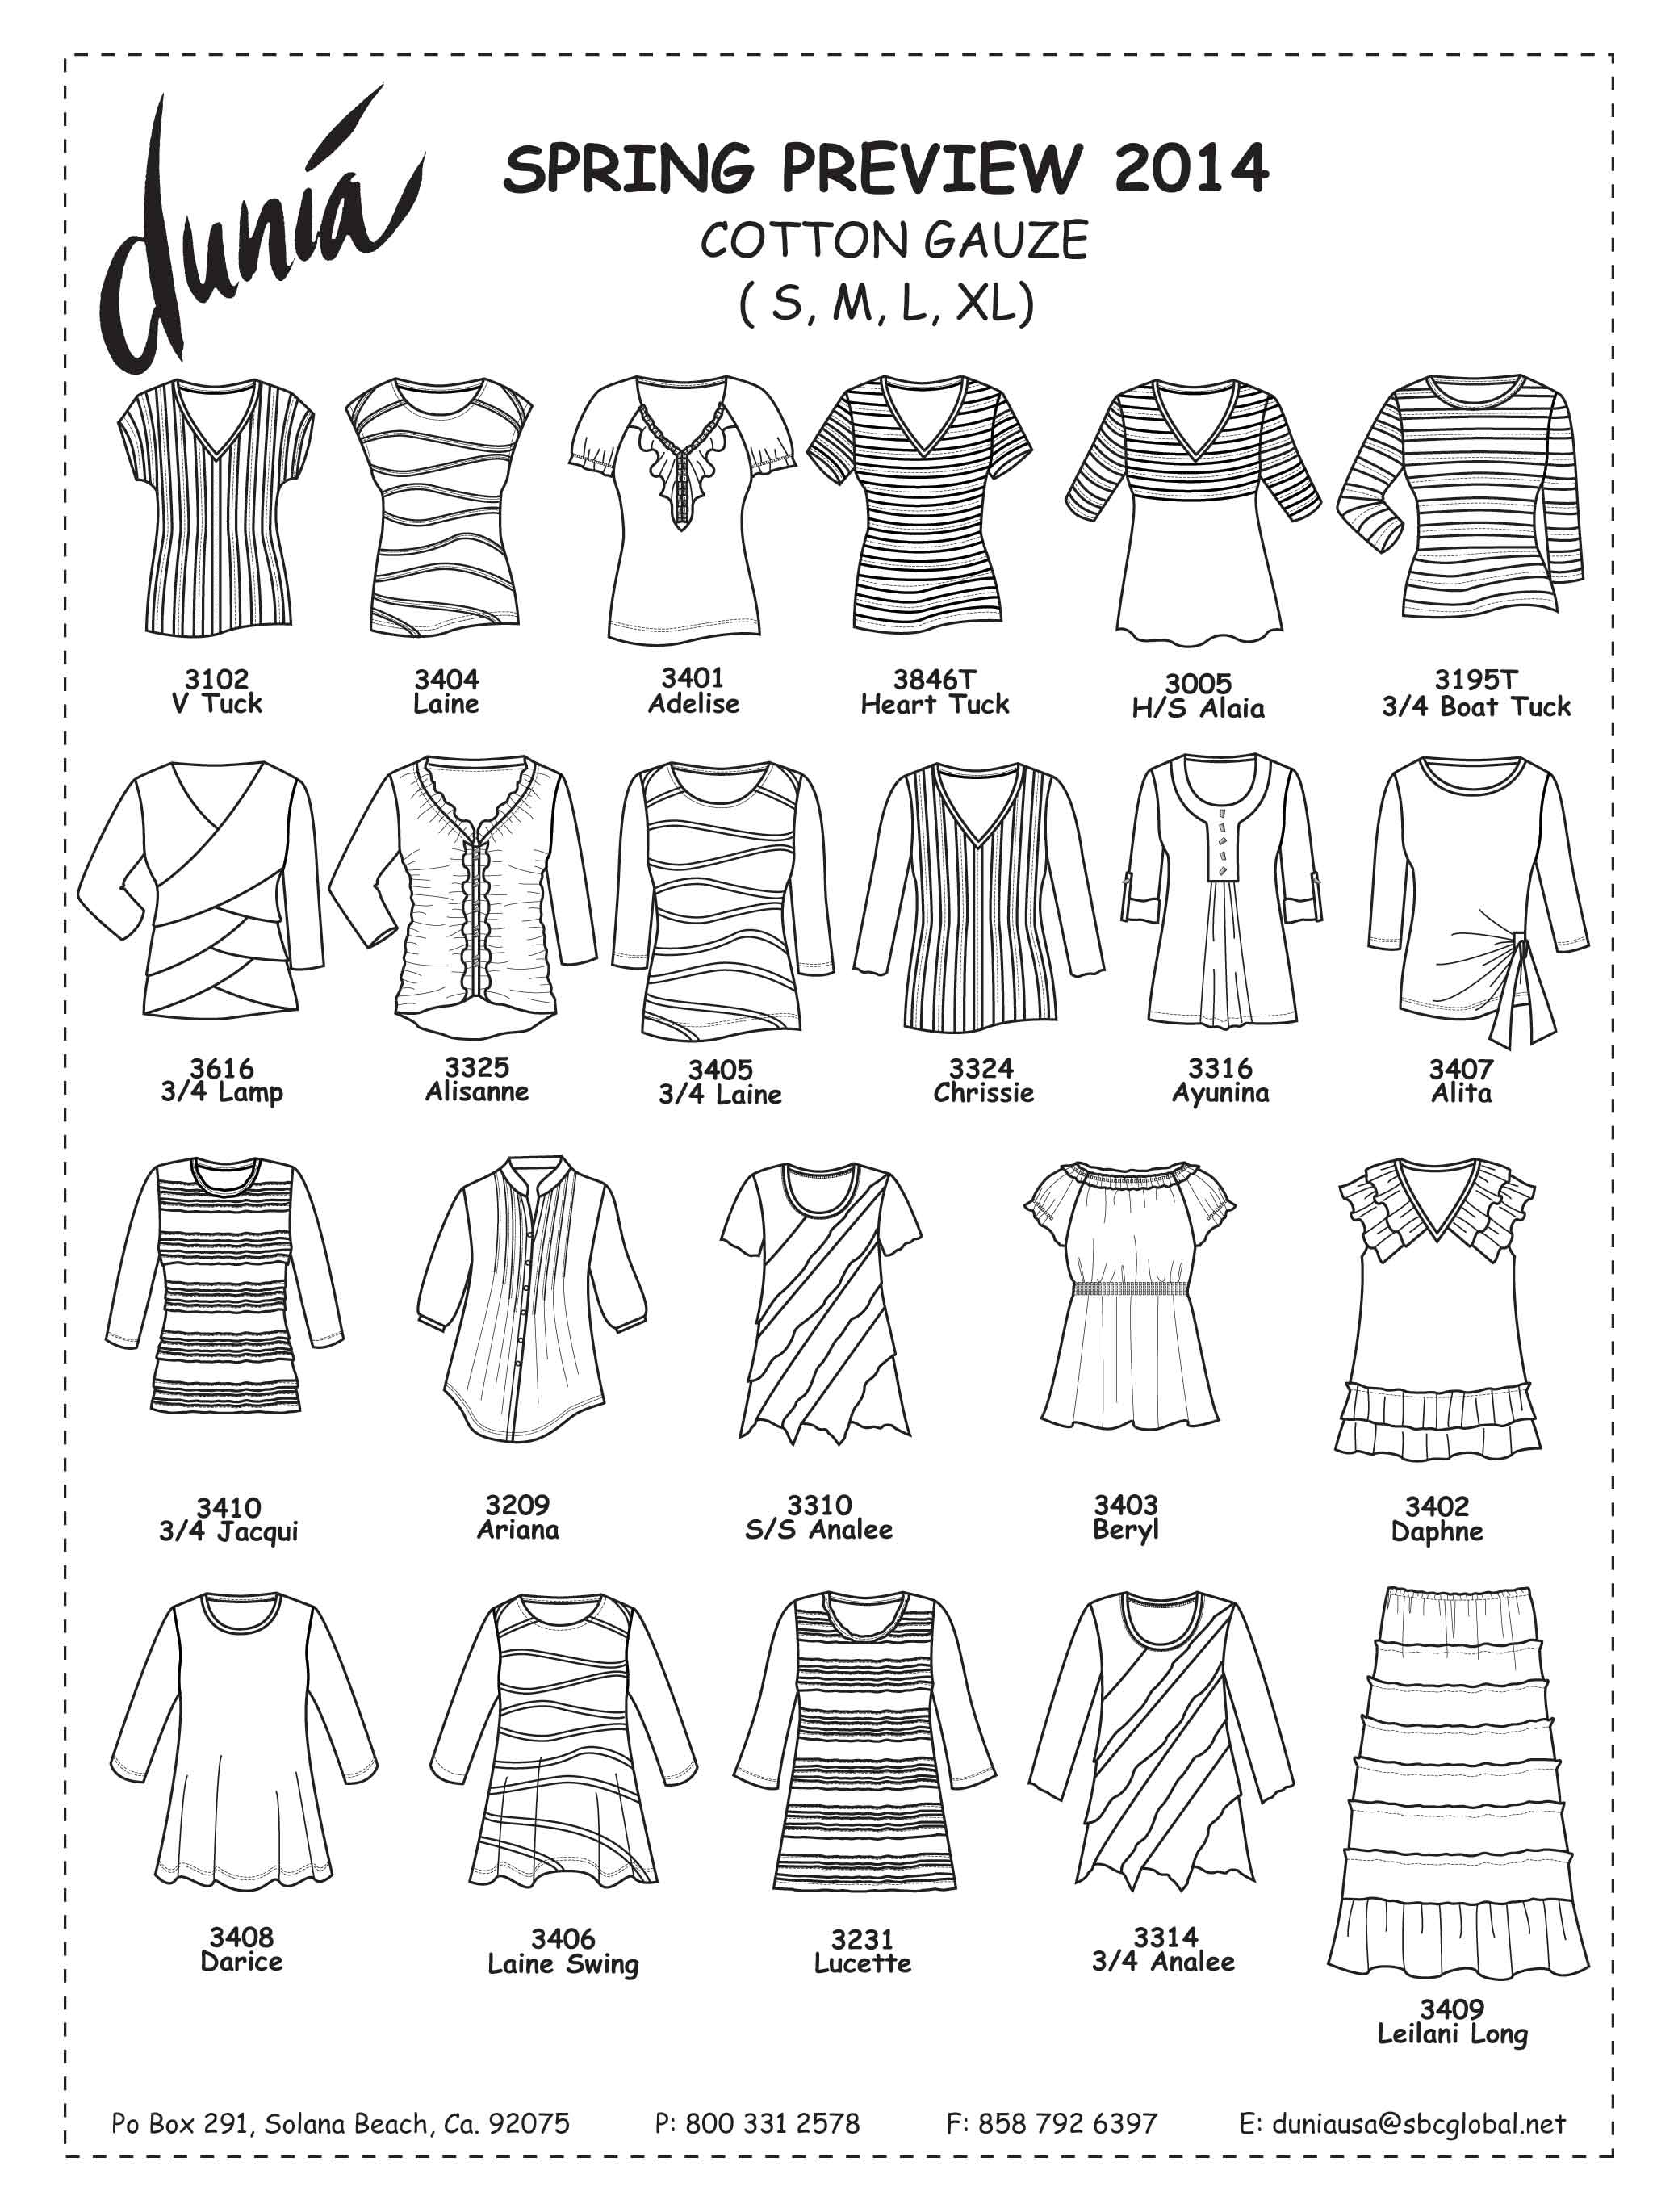 dunia
SPRING PREVIEW 2014
COTTON GAUZE
( S, M, L, XL)
3102
V Tuck
3404
Laine
3401
Adelise
3846T
Heart Tuck
3005
H/S Alaia
3195T
3/4 Boat Tuck
3616
3/4 Lamp
3325
Alisanne
3405
3/4 Laine
3324
Chrissie
3316
Ayunina
3407
Alita
3410
3/4 Jacqui
3209
Ariana
3310
S/S Analee
3403
Beryl
3402
Daphne
3408
Darice
3406
Laine Swing
3231
Lucette
3314
3/4 Analee
3409
Leilani Long
Po Box 291, Solana Beach, Ca. 92075 P: 800 331 2578 F: 858 792 6397 E: duniausa@sbcglobal.net